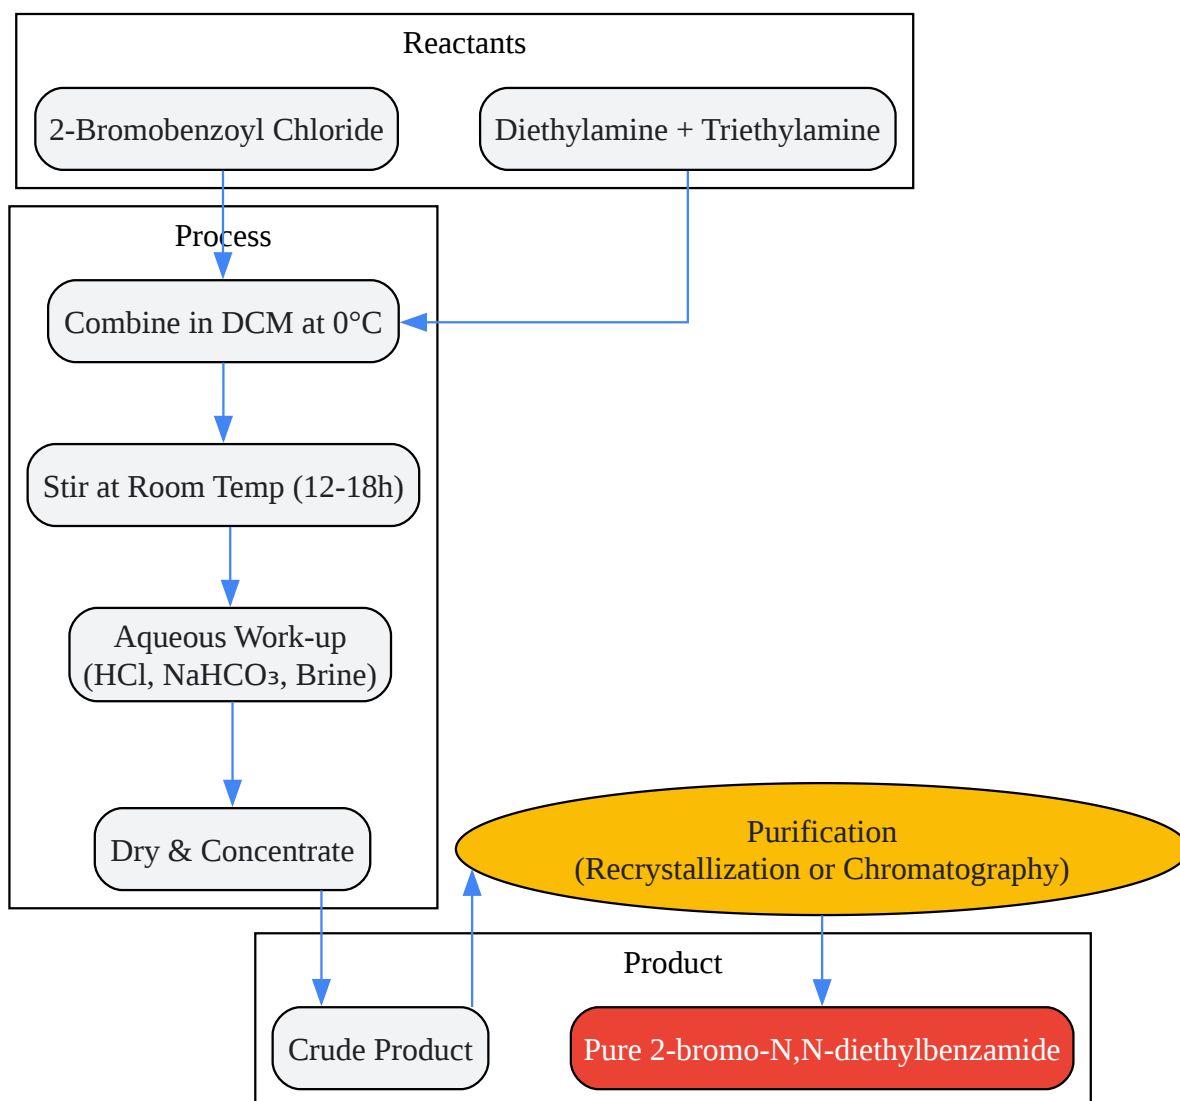 Reactants
2-Bromobenzoyl Chloride
Diethylamine + Triethylamine
Process
Combine in DCM at 0°C
Stir at Room Temp (12-18h)
Aqueous Work-up
(HCl, NaHCO₃, Brine)
Dry & Concentrate
Purification
(Recrystallization or Chromatography)
Product
Crude Product
Pure 2-bromo-N,N-diethylbenzamide